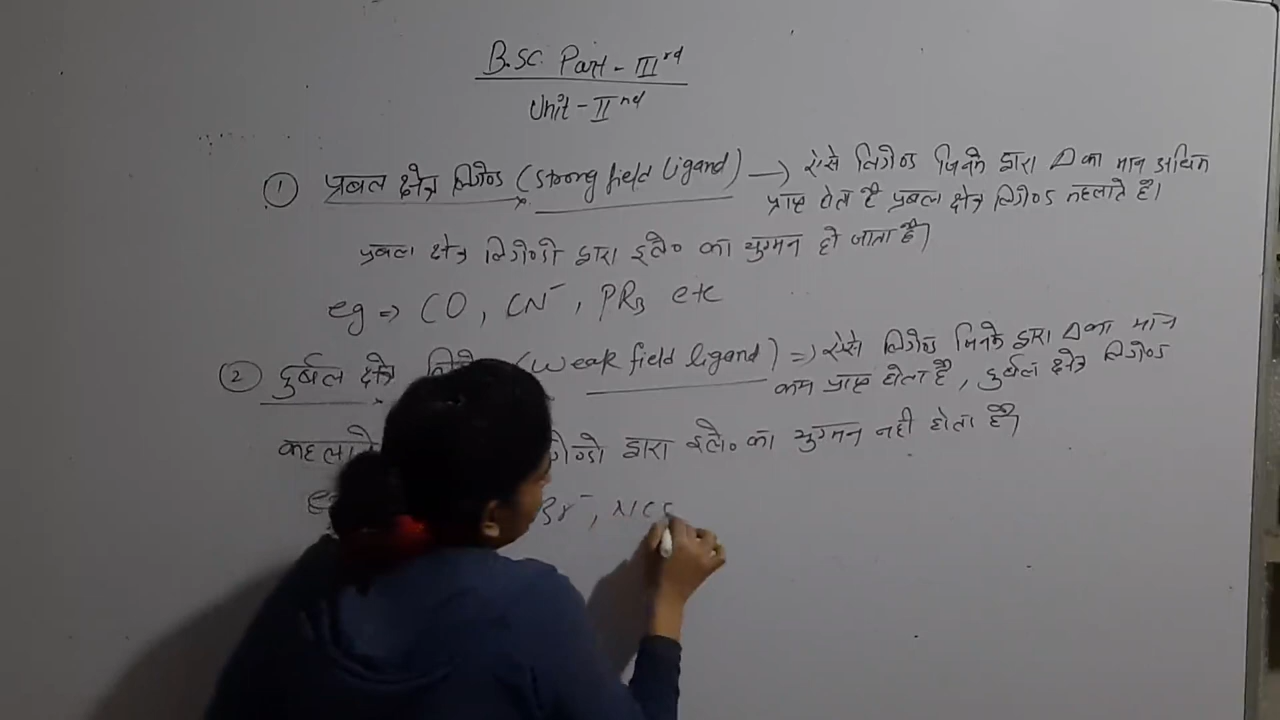 B.SC. Part - IIIrd
Unit - IInd
① प्रबल क्षेत्र लिगेण्ड (strong field ligand) → ऐसे लिगेण्ड जिनके द्वारा Δ का मान अधिक
प्राप्त होता है प्रबल क्षेत्र लिगेण्ड कहलाते है।
प्रबल क्षेत्र लिगेण्डो द्वारा इले० का युग्मन हो जाता है।
eg ⇒ CO, CN⁻, PR₃ etc
② दुर्बल क्षेत्र (Weak field ligand) ⇒ ऐसे लिगेण्ड जिनके द्वारा Δ का मान
कम प्राप्त होता है, दुर्बल क्षेत्र लिगेण्ड
कहलाते द्वारा इले० का युग्मन नही होता है।
Br⁻, NCS